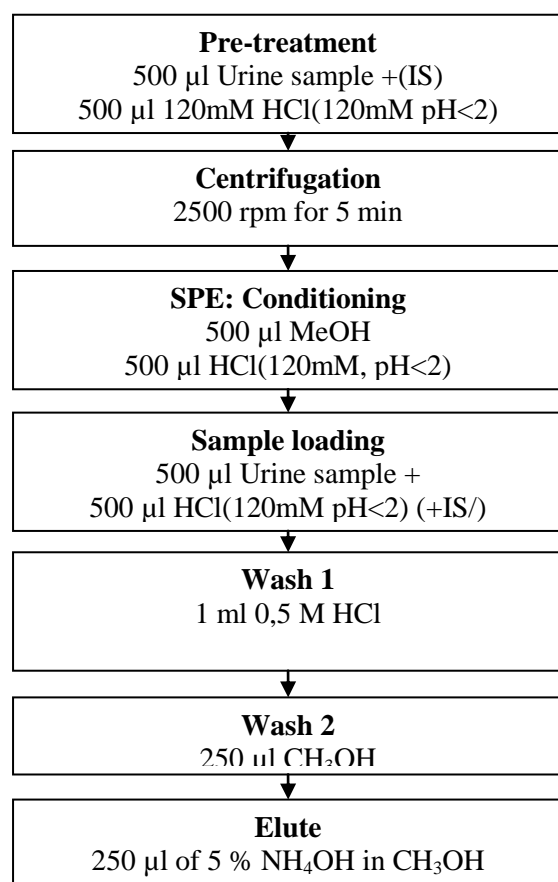 Pre-treatment
500 µl Urine sample +(IS)
500 µl 120mM HCl(120mM pH<2)
Centrifugation
2500 rpm for 5 min
SPE: Conditioning
500 µl MeOH
500 µl HCl(120mM, pH<2)
Sample loading
500 µl Urine sample +
500 µl HCl(120mM pH<2) (+IS/)
Wash 1
1 ml 0,5 M HCl
Wash 2
250 µl CH₃OH
Elute
250 µl of 5 % NH₄OH in CH₃OH